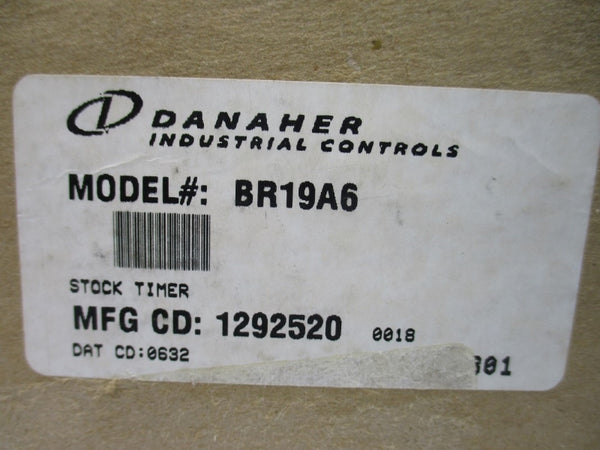 DANAHER
INDUSTRIAL CONTROLS
MODEL#: BR19A6
STOCK TIMER
MFG CD: 1292520 0018
DAT CD:0632